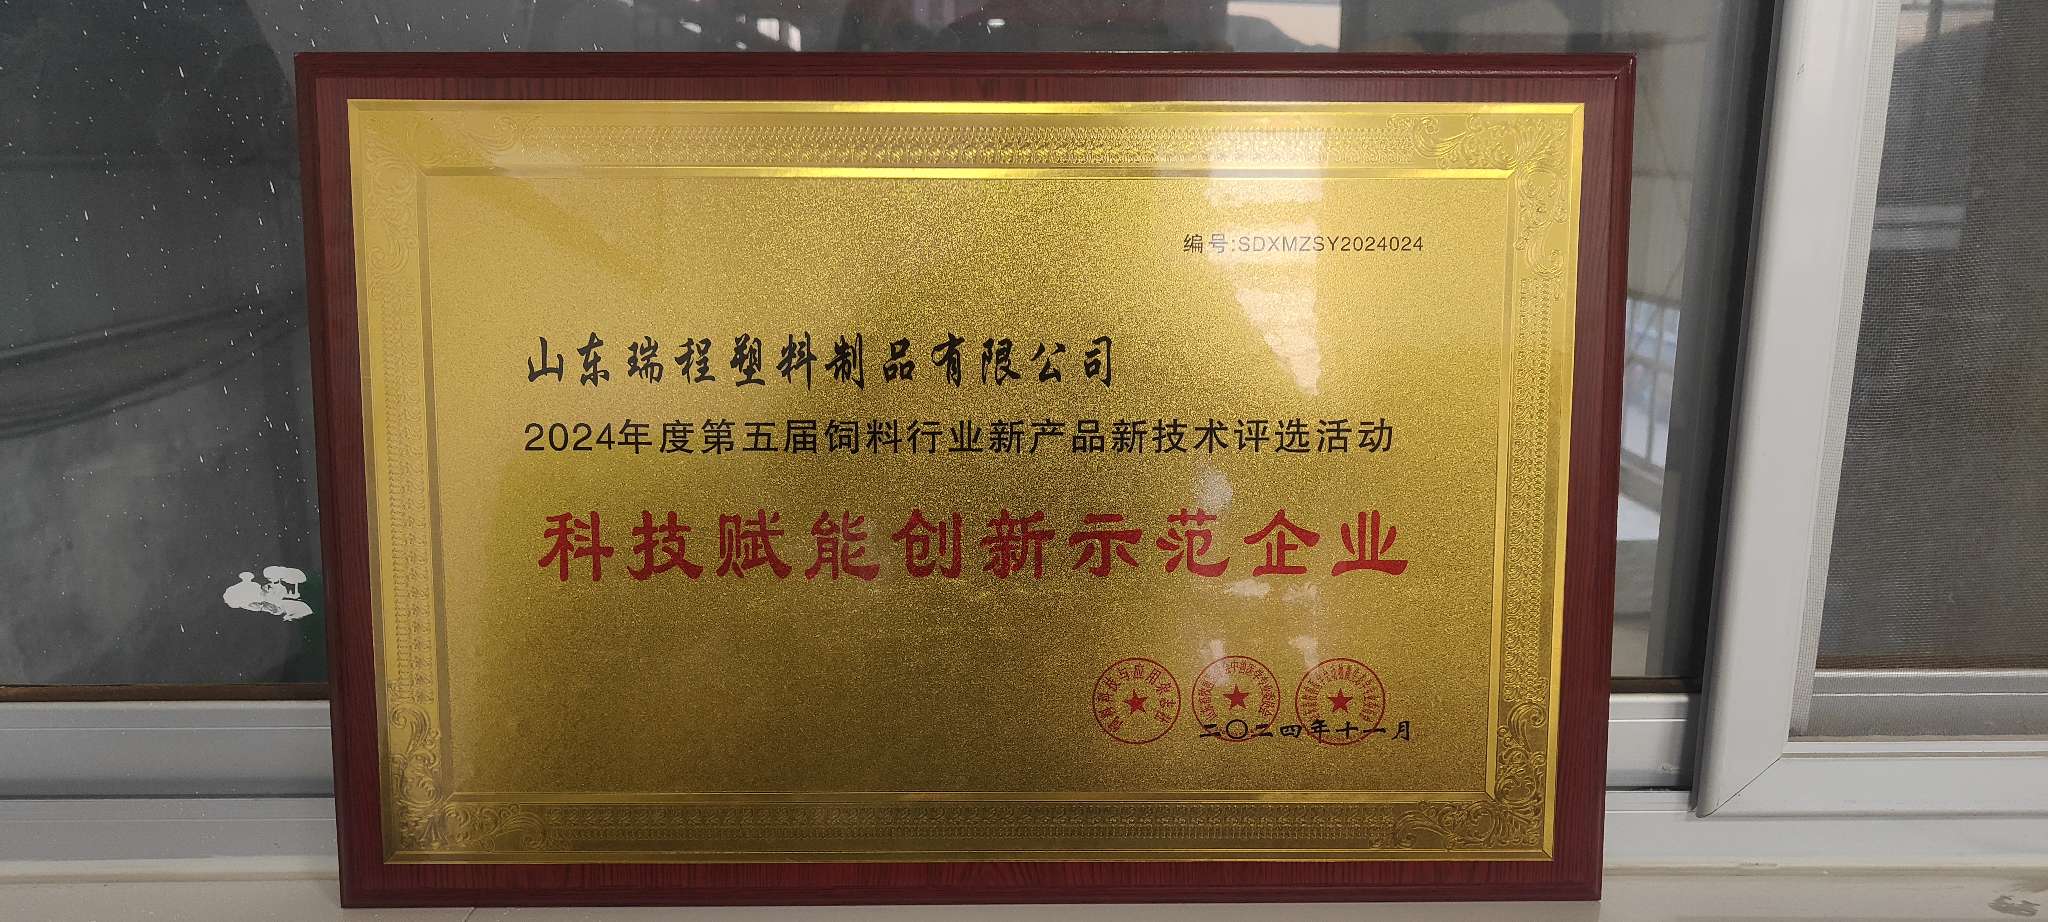 编号:SDXMZSY2024024
山东瑞程塑料制品有限公司
2024年度第五届饲料行业新产品新技术评选活动
科技赋能创新示范企业
二〇二四年十一月